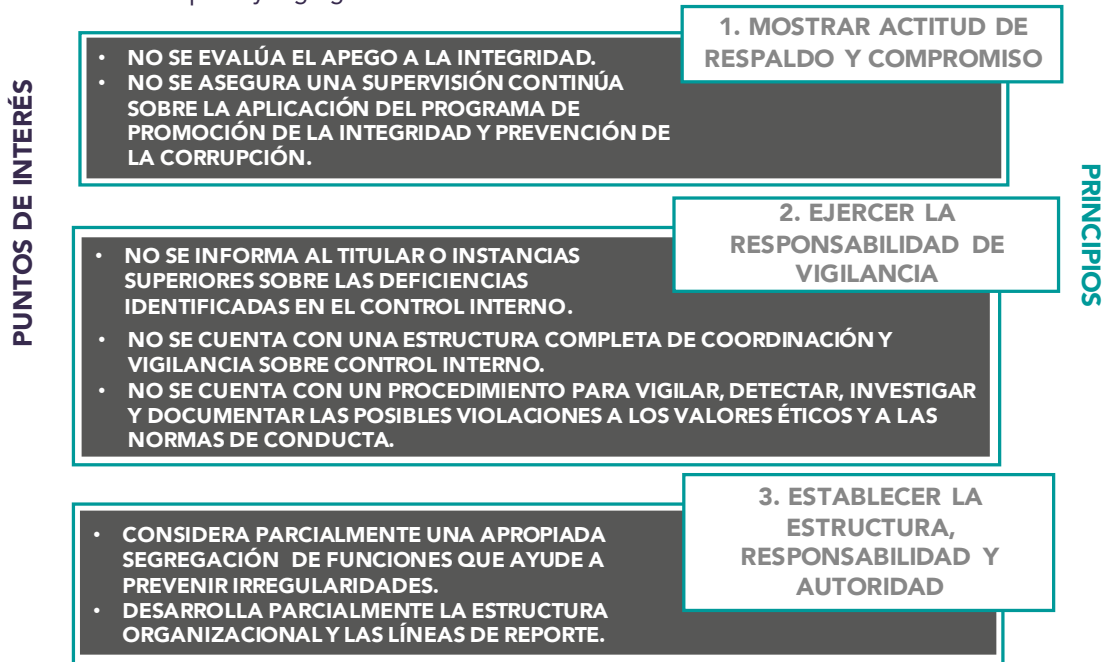 1. MOSTRAR ACTITUD DE
RESPALDO Y COMPROMISO
• NO SE EVALÚA EL APEGO A LA INTEGRIDAD.
• NO SE ASEGURA UNA SUPERVISIÓN CONTINÚA
SOBRE LA APLICACIÓN DEL PROGRAMA DE
PROMOCIÓN DE LA INTEGRIDAD Y PREVENCIÓN DE
LA CORRUPCIÓN.
PUNTOS DE INTERÉS
PRINCIPIOS
2. EJERCER LA
RESPONSABILIDAD DE
VIGILANCIA
• NO SE INFORMA AL TITULAR O INSTANCIAS
SUPERIORES SOBRE LAS DEFICIENCIAS
IDENTIFICADAS EN EL CONTROL INTERNO.
• NO SE CUENTA CON UNA ESTRUCTURA COMPLETA DE COORDINACIÓN Y
VIGILANCIA SOBRE CONTROL INTERNO.
• NO SE CUENTA CON UN PROCEDIMIENTO PARA VIGILAR, DETECTAR, INVESTIGAR
Y DOCUMENTAR LAS POSIBLES VIOLACIONES A LOS VALORES ÉTICOS Y A LAS
NORMAS DE CONDUCTA.
3. ESTABLECER LA
ESTRUCTURA,
RESPONSABILIDAD Y
AUTORIDAD
• CONSIDERA PARCIALMENTE UNA APROPIADA
SEGREGACIÓN DE FUNCIONES QUE AYUDE A
PREVENIR IRREGULARIDADES.
• DESARROLLA PARCIALMENTE LA ESTRUCTURA
ORGANIZACIONAL Y LAS LÍNEAS DE REPORTE.